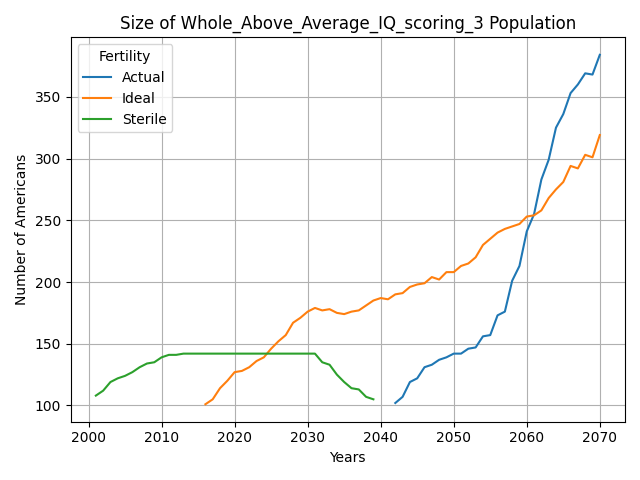 Size of Whole_Above_Average_IQ_scoring_3 Population
Fertility
Actual
Ideal
Sterile
Number of Americans
350
300
250
200
150
100
2000 2010 2020 2030 2040 2050 2060 2070
Years